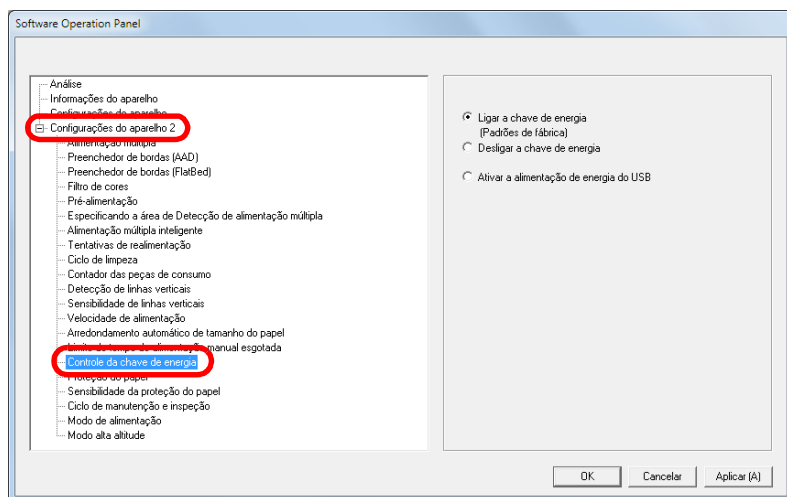 Software Operation Panel
Análise
Informações do aparelho
Configurações do aparelho
Configurações do aparelho 2
Alimentação múltipla
Preenchedor de bordas (AAD)
Preenchedor de bordas (FlatBed)
Filtro de cores
Pré-alimentação
Especificando a área de Detecção de alimentação múltipla
Alimentação múltipla inteligente
Tentativas de realimentação
Ciclo de limpeza
Contador das peças de consumo
Detecção de linhas verticais
Sensibilidade de linhas verticais
Velocidade de alimentação
Arredondamento automático de tamanho do papel
Limite de tempo de alimentação manual esgotada
Controle da chave de energia
Proteção do papel
Sensibilidade da proteção do papel
Ciclo de manutenção e inspeção
Modo de alimentação
Modo alta altitude
Ligar a chave de energia
(Padrões de fábrica)
Desligar a chave de energia
Ativar a alimentação de energia do USB
OK
Cancelar
Aplicar (A)